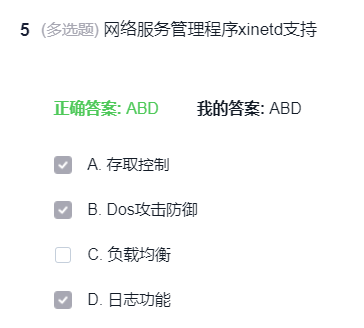 5 (多选题) 网络服务管理程序xinetd支持
正确答案: ABD 我的答案: ABD
A. 存取控制
B. Dos攻击防御
C. 负载均衡
D. 日志功能